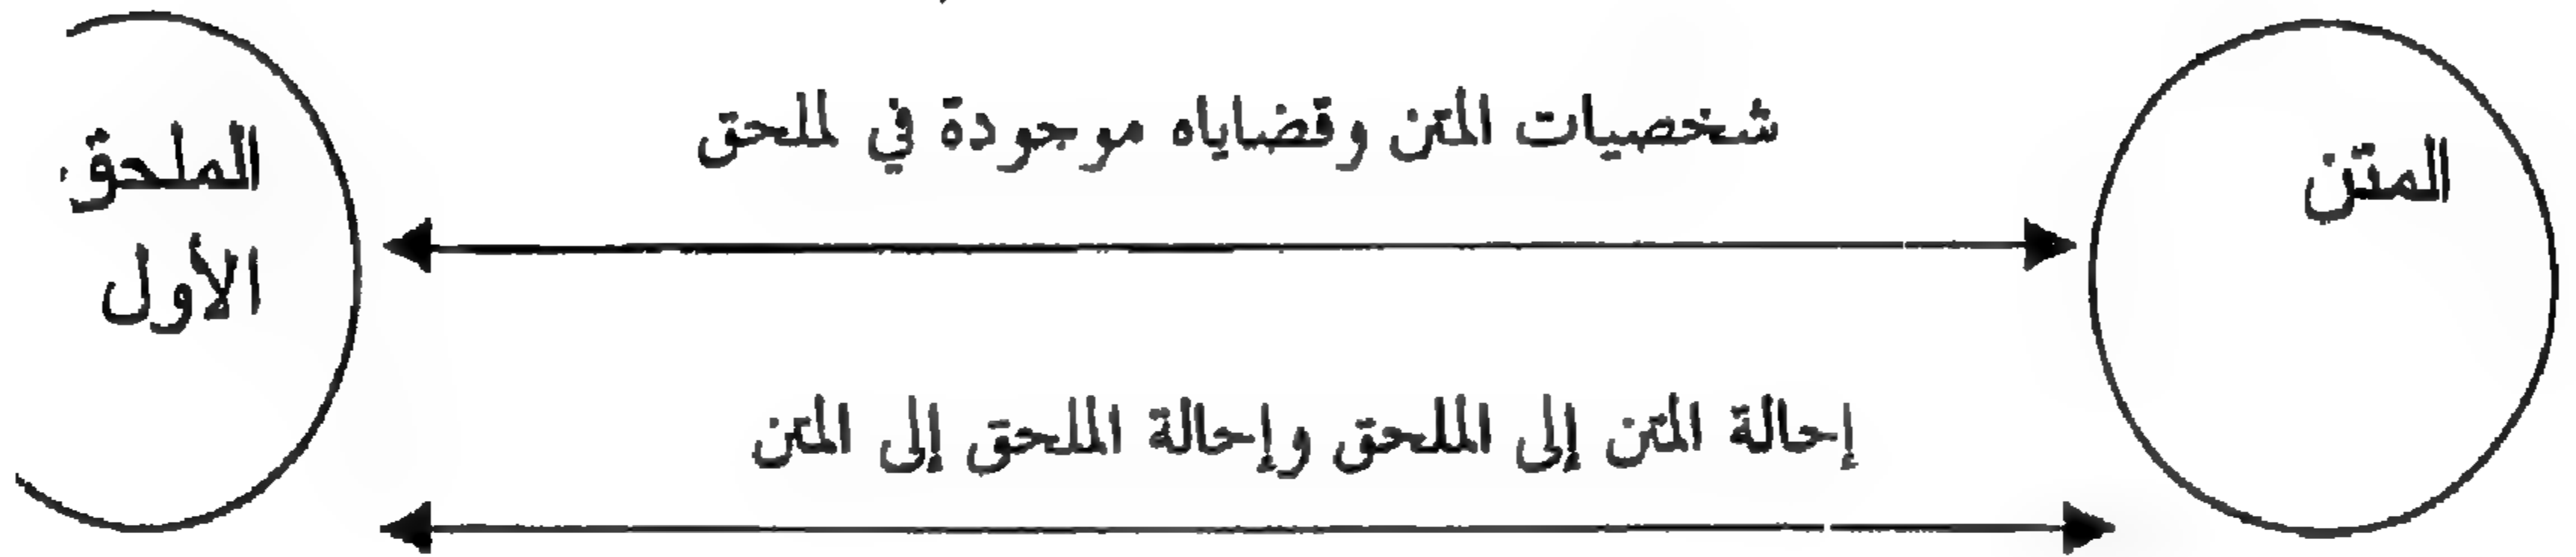 شخصيات المتن وقضاياه موجودة في لملحق
المتن
الملحق
الأول
إحالة المتن إلى الملحق وإحالة الملحق إلى المتن